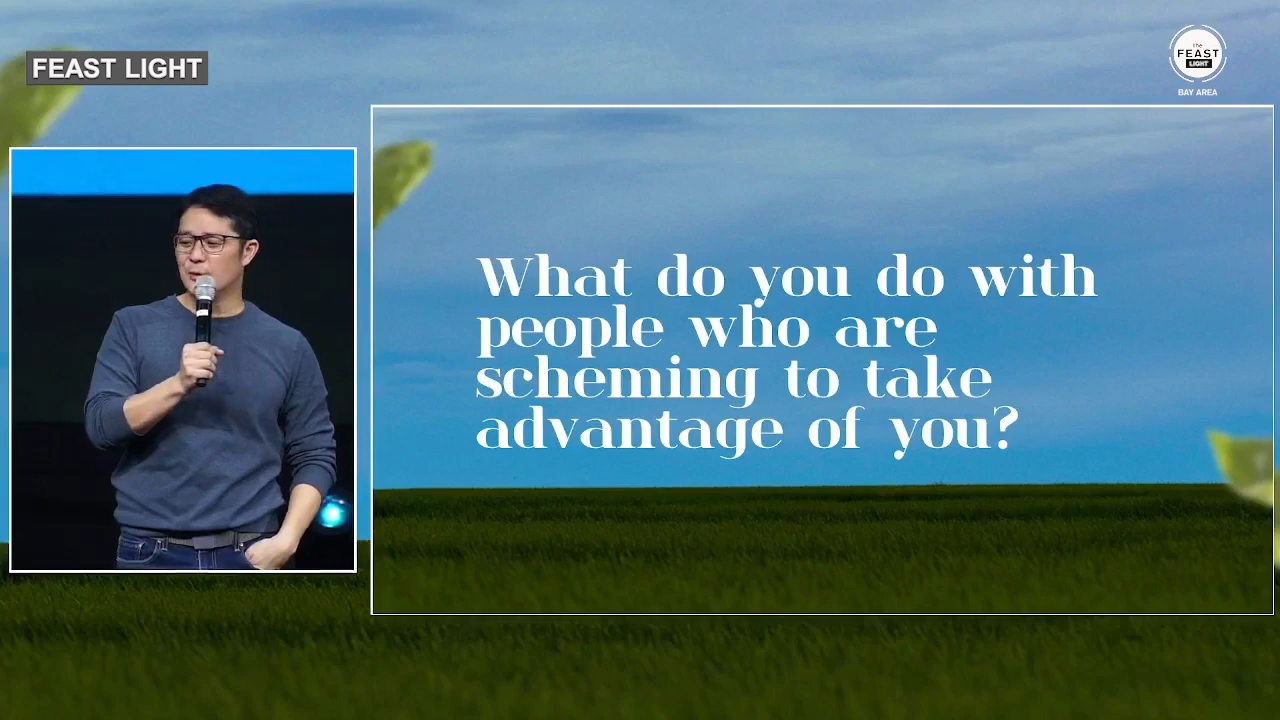 FEAST LIGHT
the
FEAST
LIGHT
BAY AREA
What do you do with
people who are
scheming to take
advantage of you?